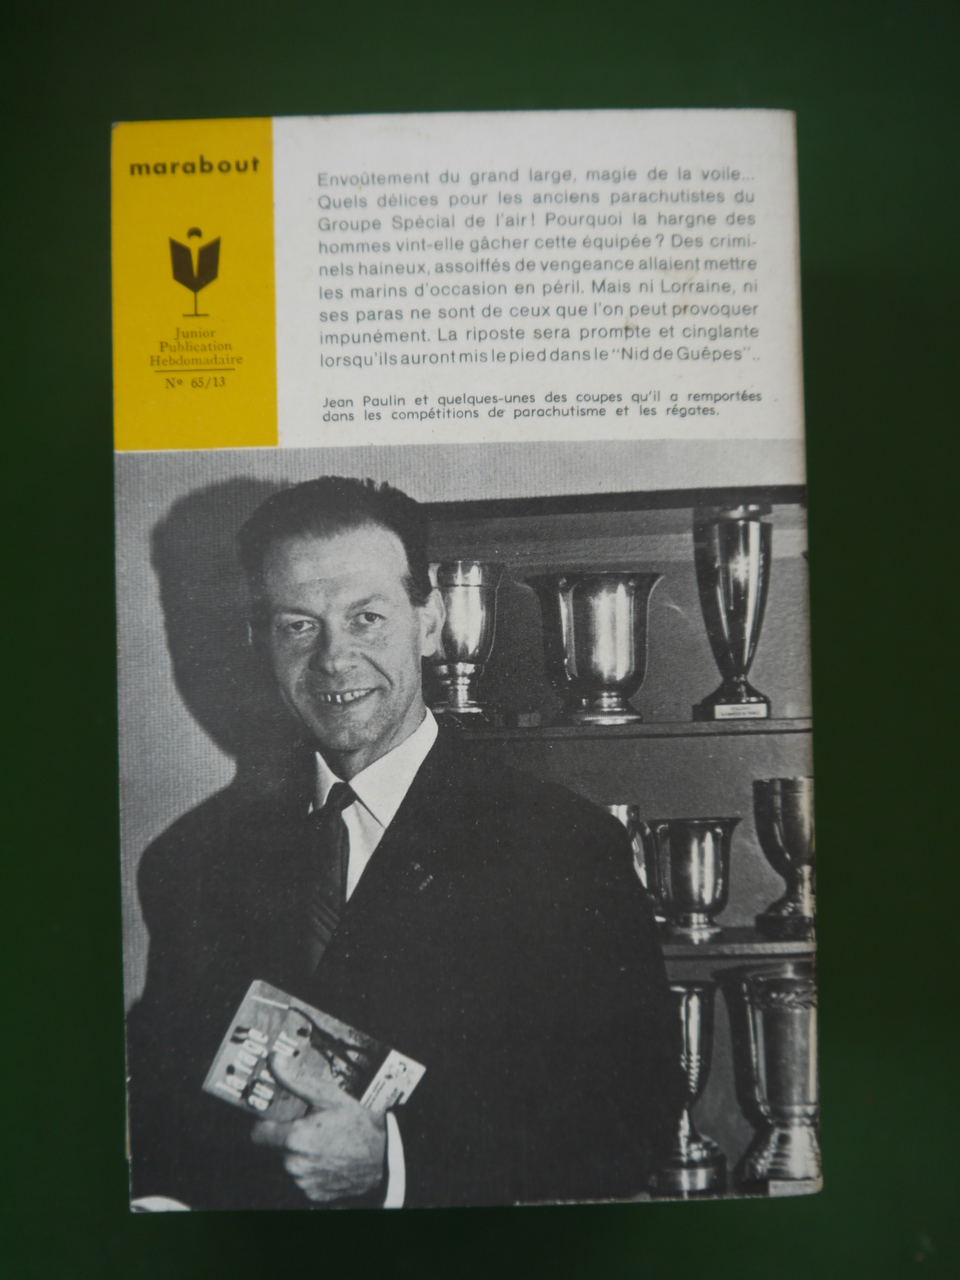 marabout
Junior
Publication
Hebdomadaire
Nº 65/13
Envoûtement du grand large, magie de la voile...
Quels délices pour les anciens parachutistes du
Groupe Spécial de l'air! Pourquoi la hargne des
hommes vint-elle gâcher cette équipée? Des crimi-
nels haineux, assoiffés de vengeance allaient mettre
les marins d'occasion en péril. Mais ni Lorraine, ni
ses paras ne sont de ceux que l'on peut provoquer
impunément. La riposte sera prompte et cinglante
lorsqu'ils auront mis le pied dans le "Nid de Guêpes"..
Jean Paulin et quelques-unes des coupes qu'il a remportées
dans les compétitions de parachutisme et les régates.
la rage
au